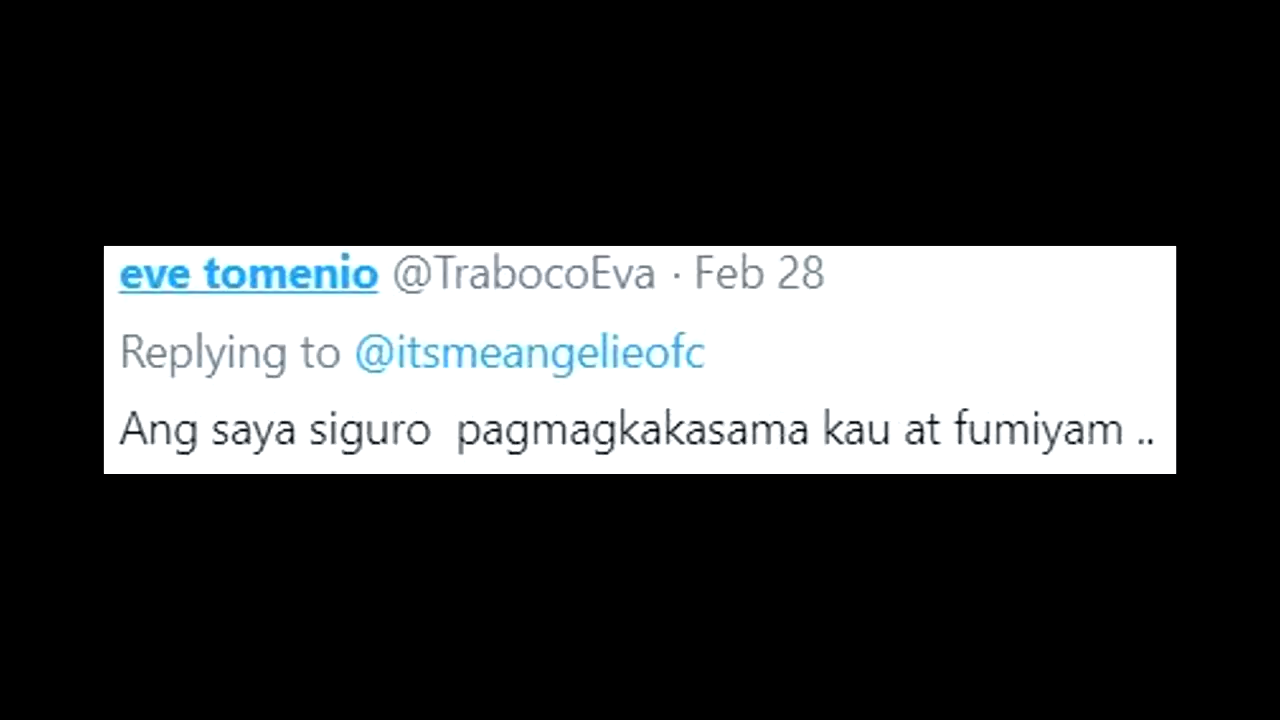 eve tomenio @TrabocoEva · Feb 28
Replying to @itsmeangelieofc
Ang saya siguro  pagmagkakasama kau at fumiyam ..